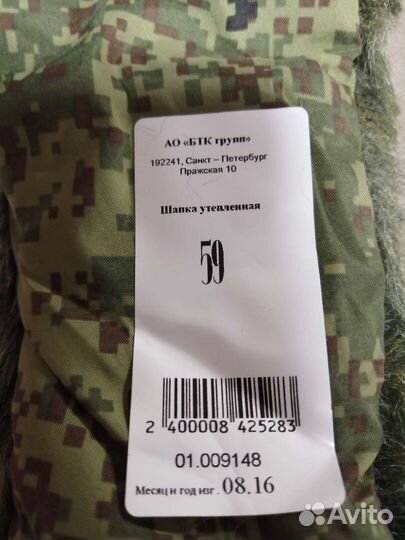 АО «БТК групп»
192241, Санкт – Петербург
Пражская 10
Шапка утепленная
59
2 400008 425283
01.009148
Месяц и год изг. 08.16
Avito